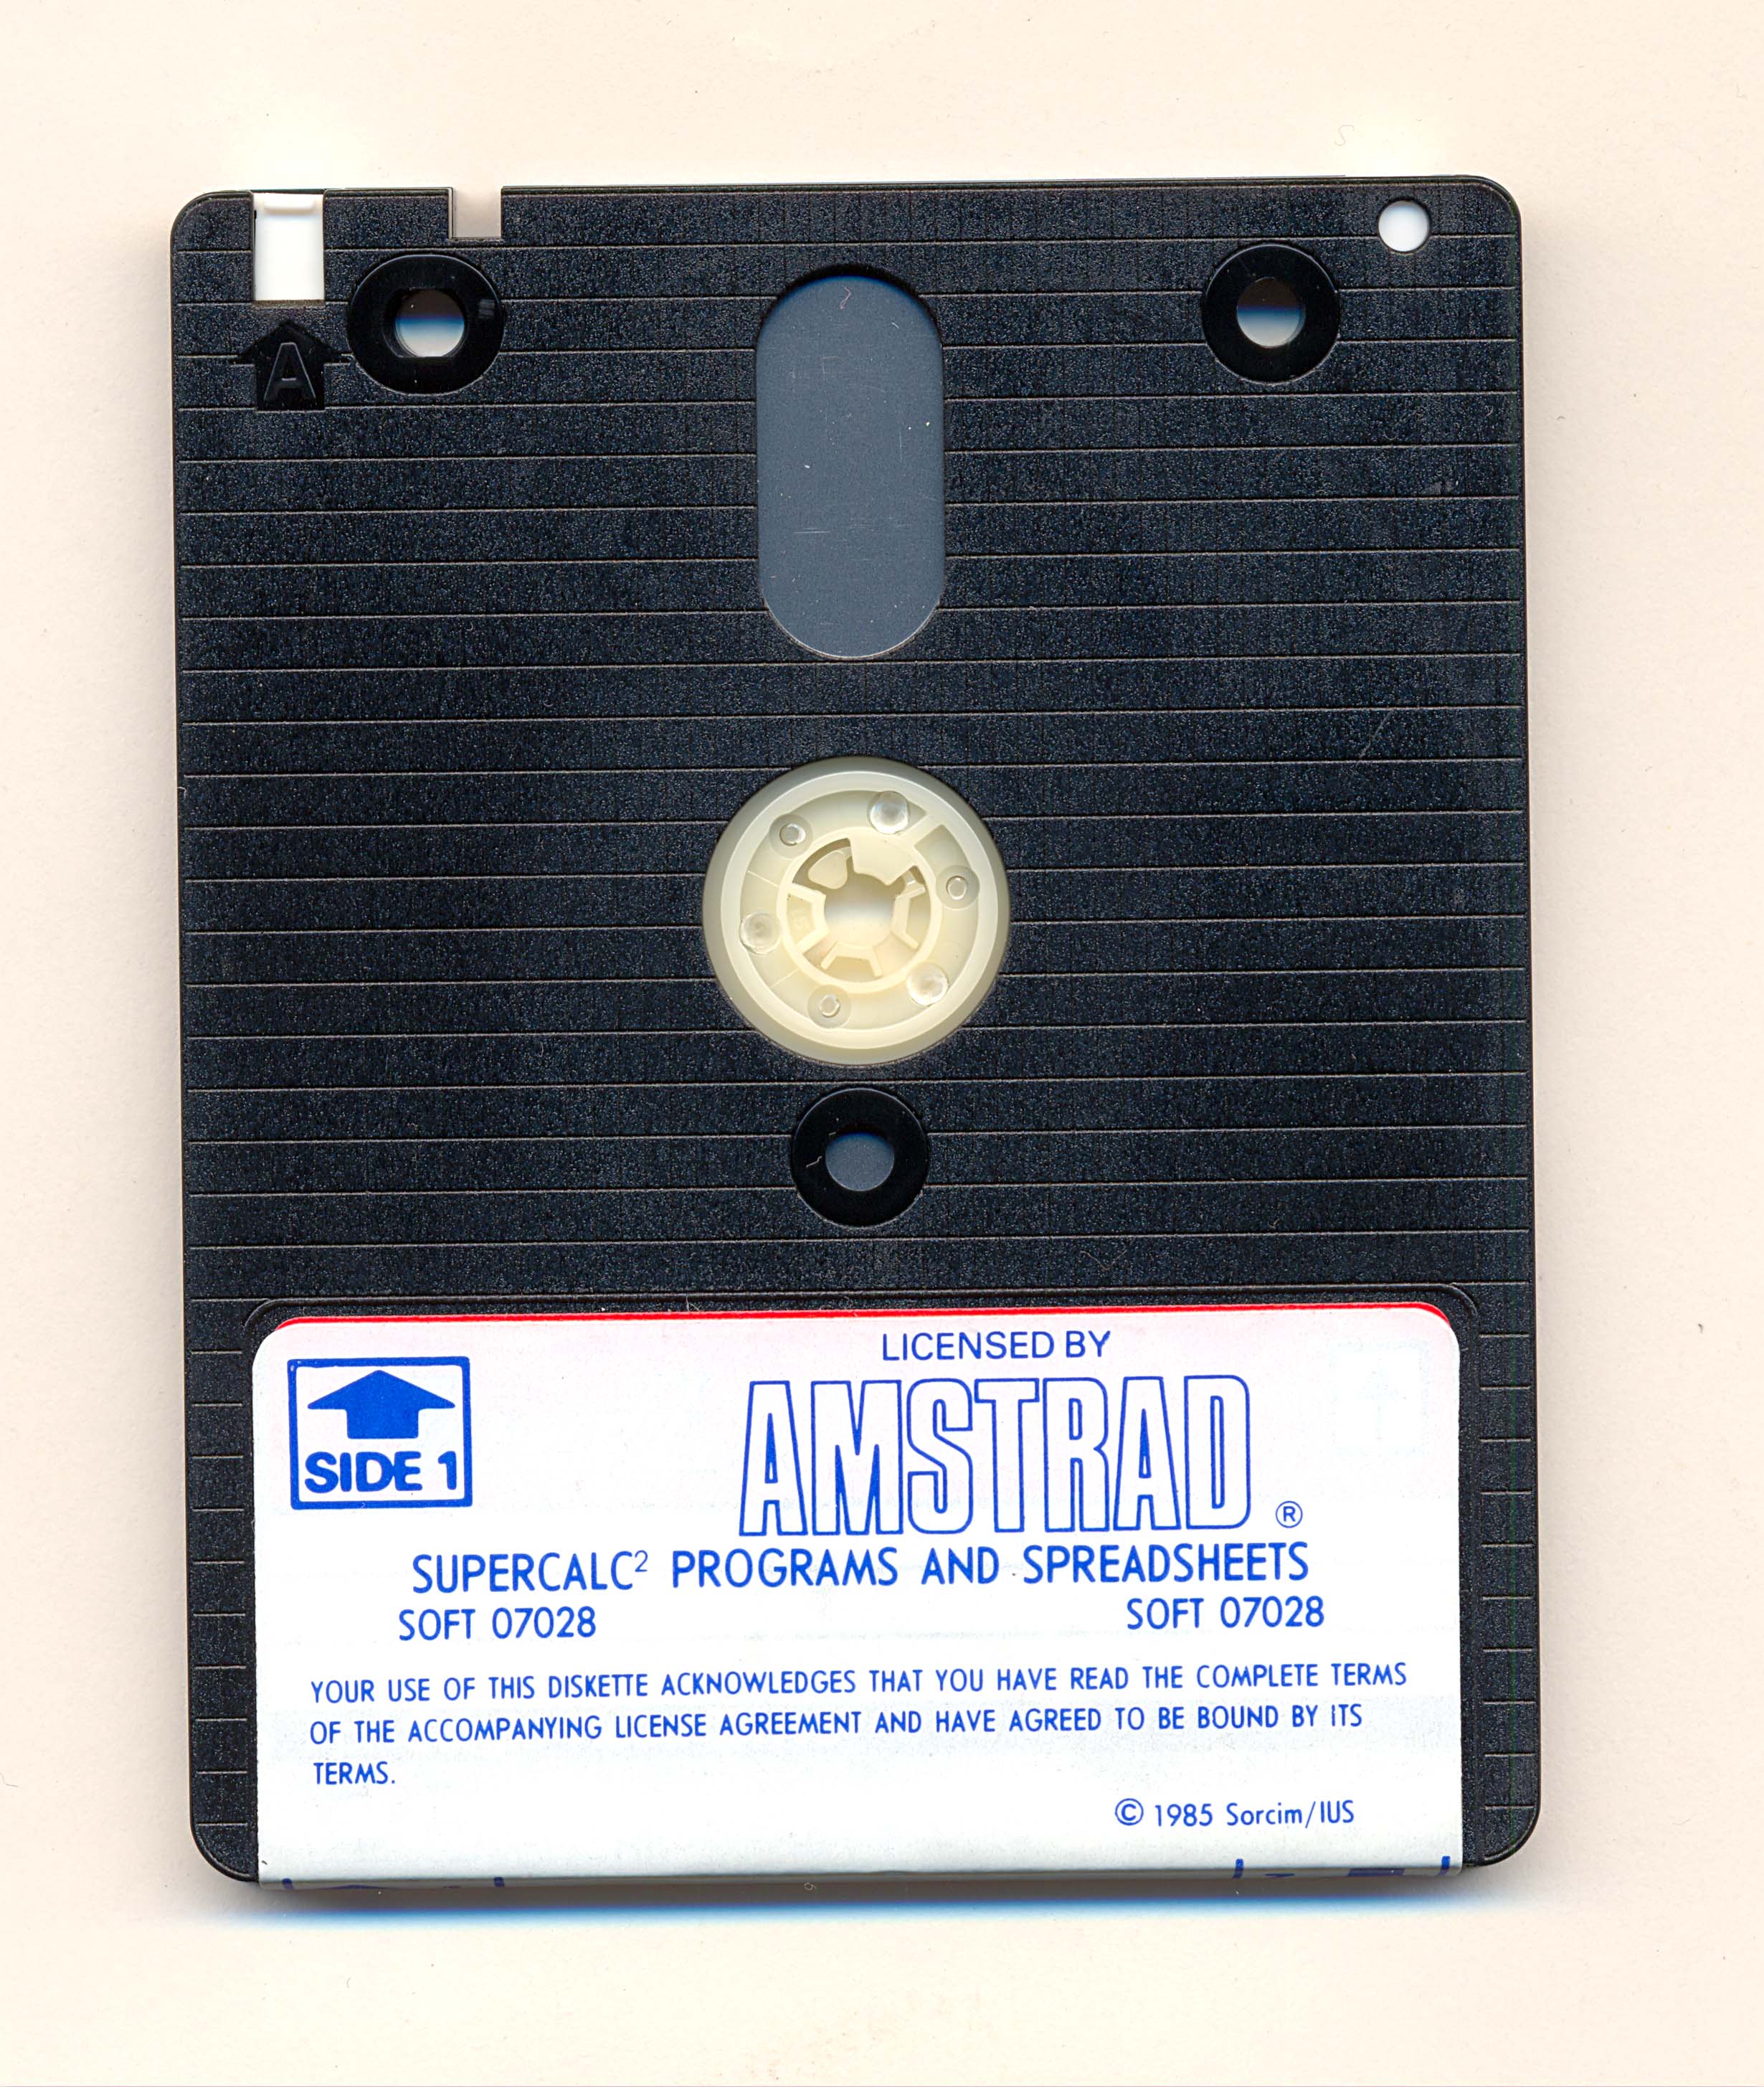 A
SIDE 1
LICENSED BY
AMSTRAD ®
SUPERCALC² PROGRAMS AND SPREADSHEETS
SOFT 07028 SOFT 07028
YOUR USE OF THIS DISKETTE ACKNOWLEDGES THAT YOU HAVE READ THE COMPLETE TERMS
OF THE ACCOMPANYING LICENSE AGREEMENT AND HAVE AGREED TO BE BOUND BY ITS
TERMS.
© 1985 Sorcim/IUS